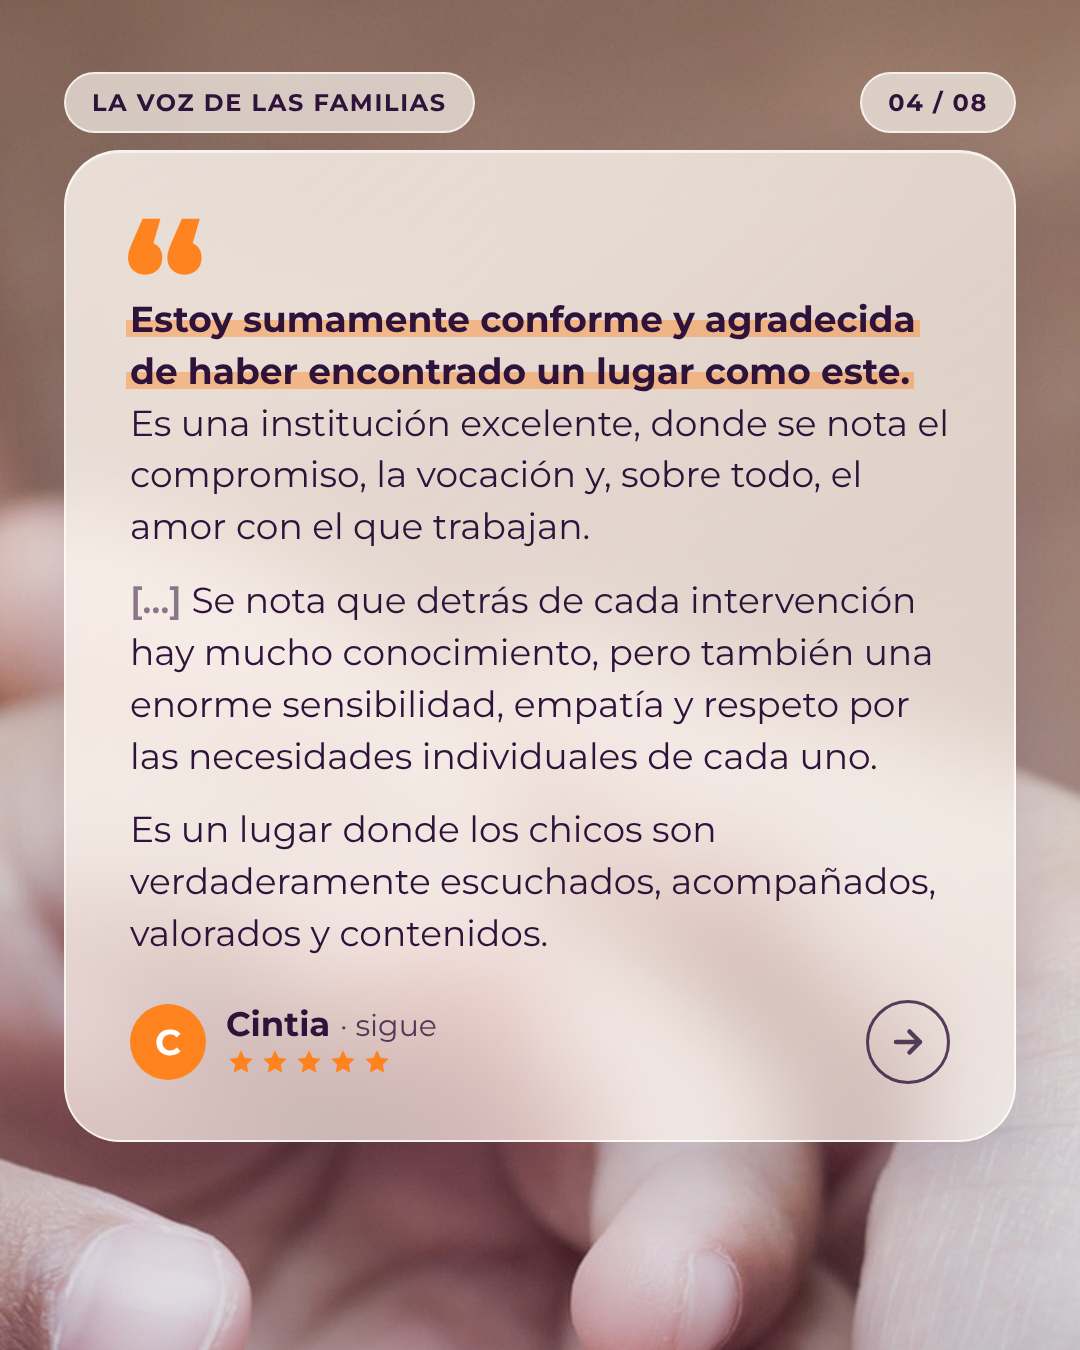 LA VOZ DE LAS FAMILIAS
04 / 08
“
Estoy sumamente conforme y agradecida
de haber encontrado un lugar como este.
Es una institución excelente, donde se nota el
compromiso, la vocación y, sobre todo, el
amor con el que trabajan.
[...] Se nota que detrás de cada intervención
hay mucho conocimiento, pero también una
enorme sensibilidad, empatía y respeto por
las necesidades individuales de cada uno.
Es un lugar donde los chicos son
verdaderamente escuchados, acompañados,
valorados y contenidos.
C
Cintia · sigue